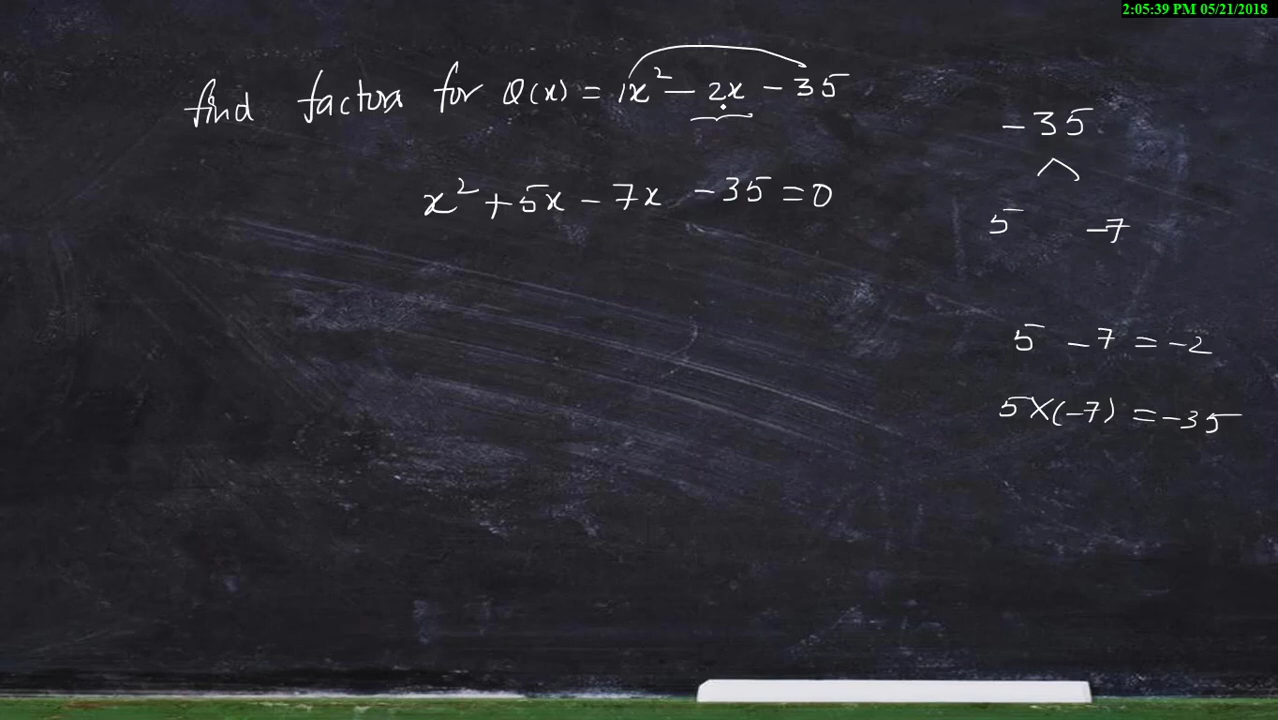 2:05:39 PM 05/21/2018
find factors for Q(x) = 1x² - 2x - 35
x² + 5x - 7x - 35 = 0
-35
5 -7
5 - 7 = -2
5×(-7) = -35